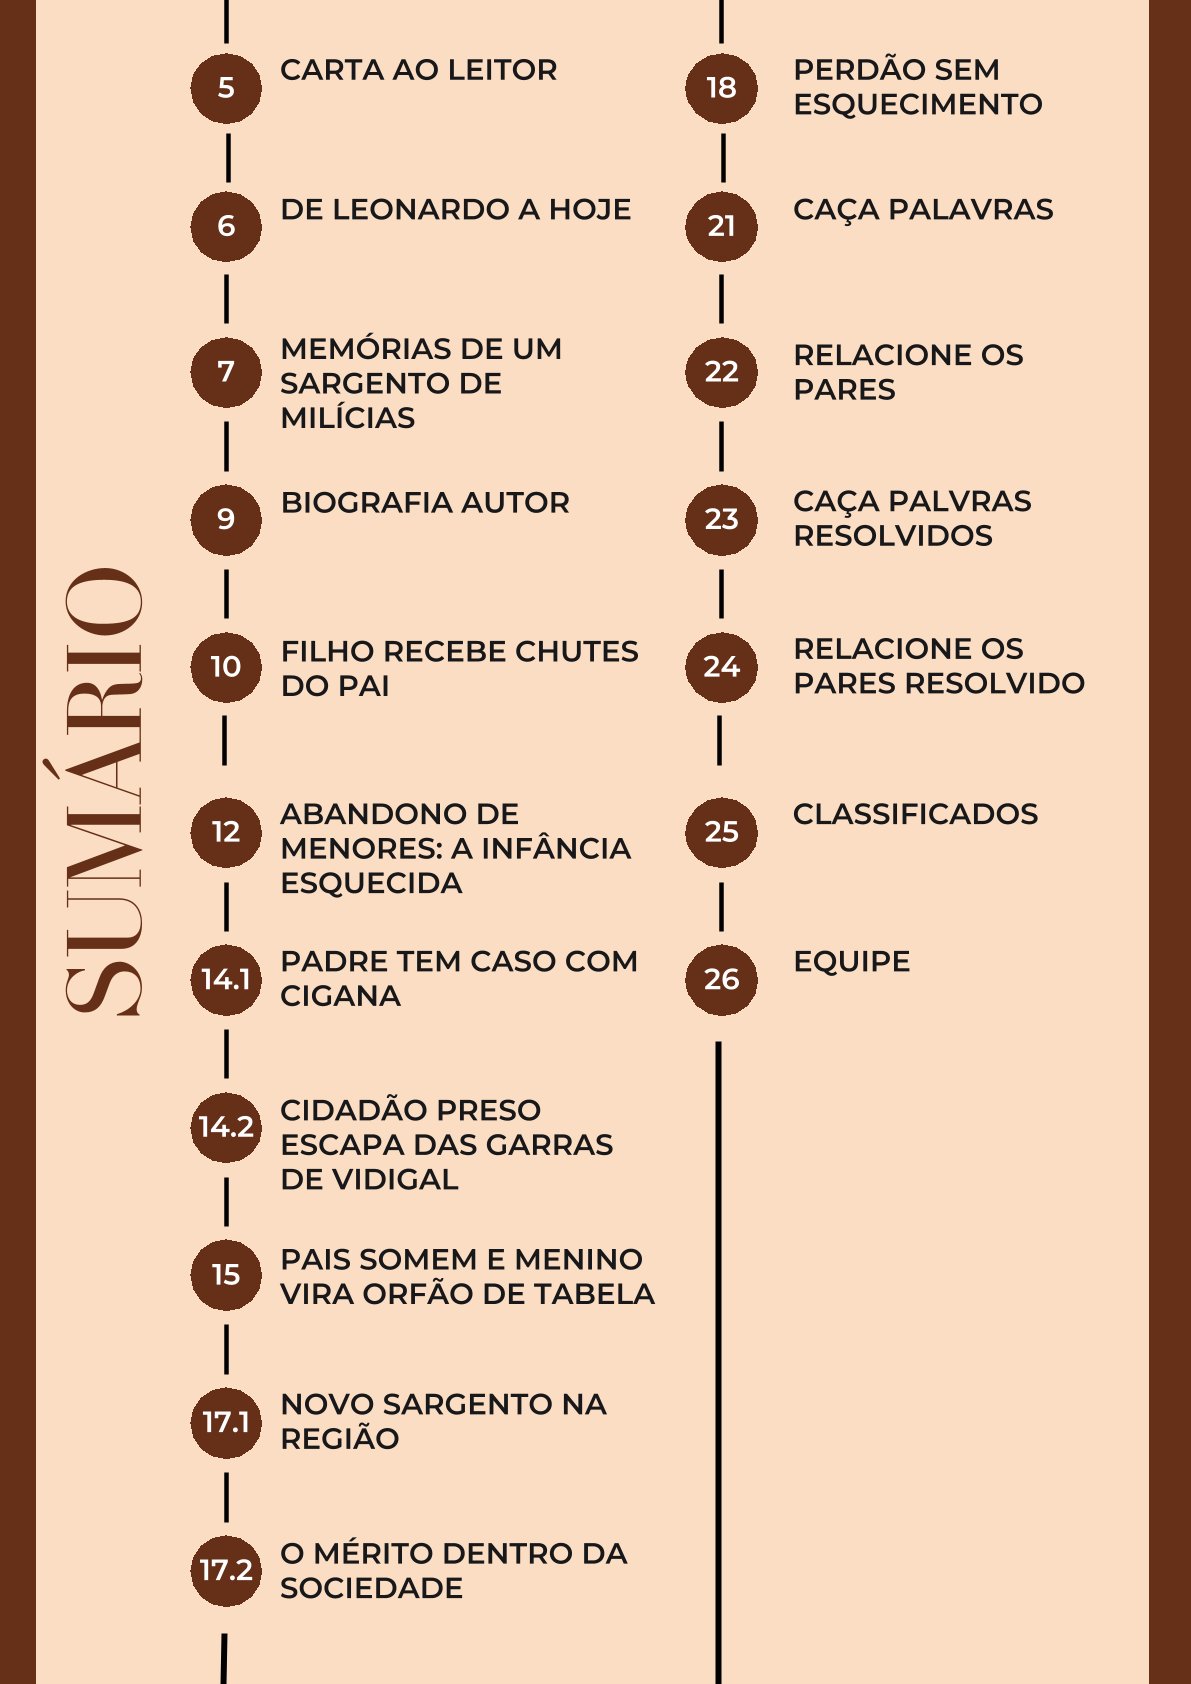 SUMÁRIO
5
CARTA AO LEITOR
6
DE LEONARDO A HOJE
7
MEMÓRIAS DE UM
SARGENTO DE
MILÍCIAS
9
BIOGRAFIA AUTOR
10
FILHO RECEBE CHUTES
DO PAI
12
ABANDONO DE
MENORES: A INFÂNCIA
ESQUECIDA
14.1
PADRE TEM CASO COM
CIGANA
14.2
CIDADÃO PRESO
ESCAPA DAS GARRAS
DE VIDIGAL
15
PAIS SOMEM E MENINO
VIRA ORFÃO DE TABELA
17.1
NOVO SARGENTO NA
REGIÃO
17.2
O MÉRITO DENTRO DA
SOCIEDADE
18
PERDÃO SEM
ESQUECIMENTO
21
CAÇA PALAVRAS
22
RELACIONE OS
PARES
23
CAÇA PALVRAS
RESOLVIDOS
24
RELACIONE OS
PARES RESOLVIDO
25
CLASSIFICADOS
26
EQUIPE